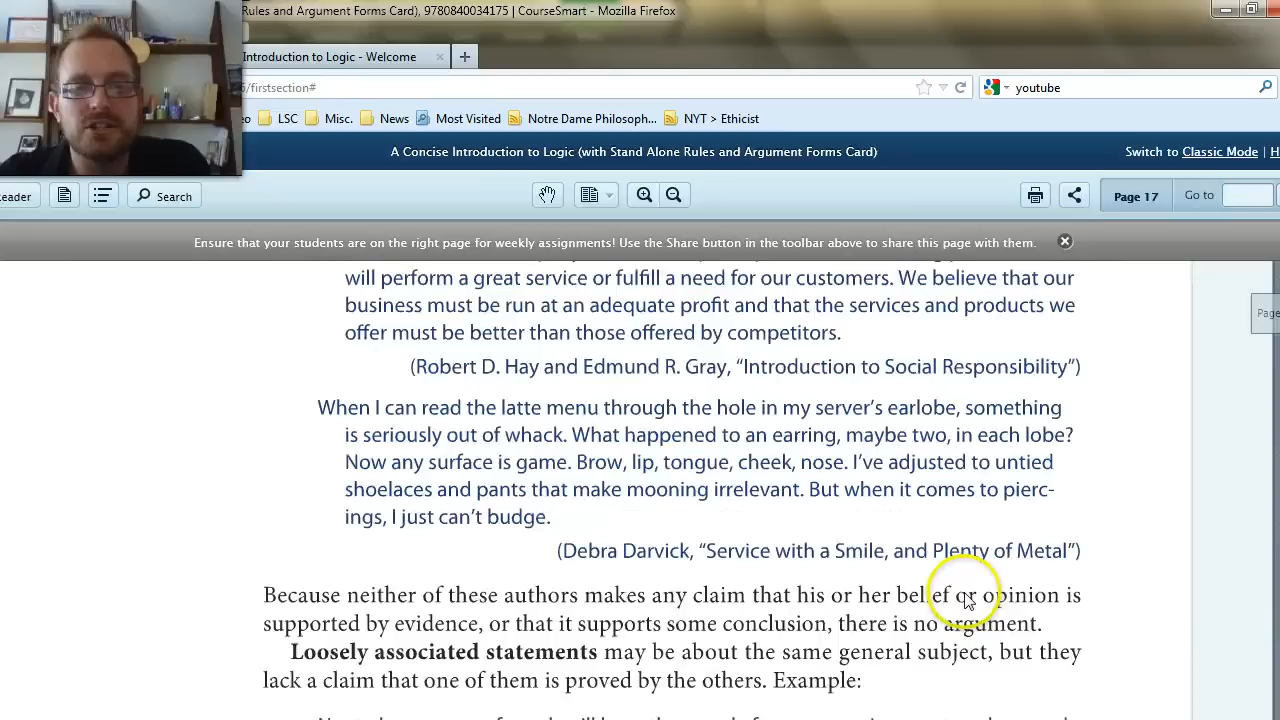 Rules and Argument Forms Card), 9780840034175 | CourseSmart - Mozilla Firefox
Introduction to Logic - Welcome
/firstsection#
youtube
LSC
Misc.
News
Most Visited
Notre Dame Philosoph...
NYT > Ethicist
A Concise Introduction to Logic (with Stand Alone Rules and Argument Forms Card)
Switch to Classic Mode |
Search
Page 17
Go to
Ensure that your students are on the right page for weekly assignments! Use the Share button in the toolbar above to share this page with them.
will perform a great service or fulfill a need for our customers. We believe that our
business must be run at an adequate profit and that the services and products we
offer must be better than those offered by competitors.
(Robert D. Hay and Edmund R. Gray, “Introduction to Social Responsibility”)
When I can read the latte menu through the hole in my server’s earlobe, something
is seriously out of whack. What happened to an earring, maybe two, in each lobe?
Now any surface is game. Brow, lip, tongue, cheek, nose. I’ve adjusted to untied
shoelaces and pants that make mooning irrelevant. But when it comes to pierc-
ings, I just can’t budge.
(Debra Darvick, “Service with a Smile, and Plenty of Metal”)
Because neither of these authors makes any claim that his or her belief or opinion is
supported by evidence, or that it supports some conclusion, there is no argument.
Loosely associated statements may be about the same general subject, but they
lack a claim that one of them is proved by the others. Example: